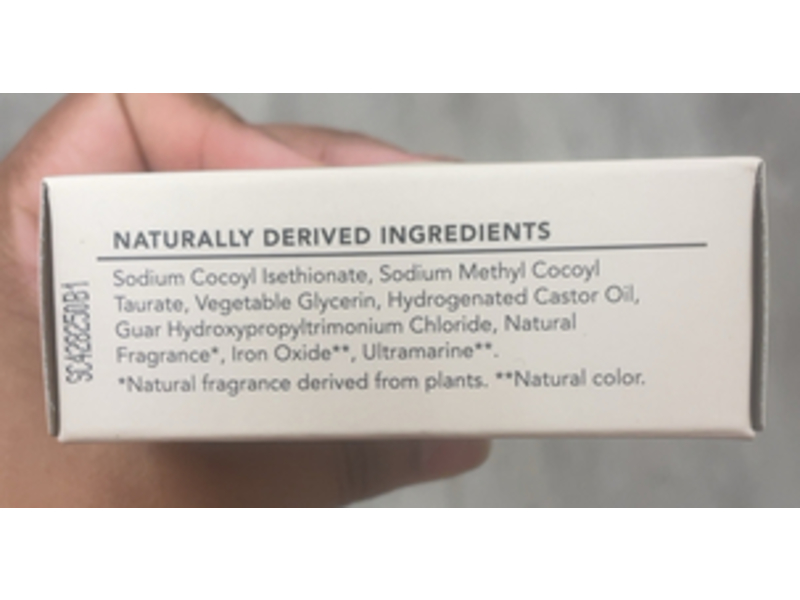 NATURALLY DERIVED INGREDIENTS
Sodium Cocoyl Isethionate, Sodium Methyl Cocoyl
Taurate, Vegetable Glycerin, Hydrogenated Castor Oil,
Guar Hydroxypropyltrimonium Chloride, Natural
Fragrance*, Iron Oxide**, Ultramarine**.
*Natural fragrance derived from plants. **Natural color.
SC428250B1